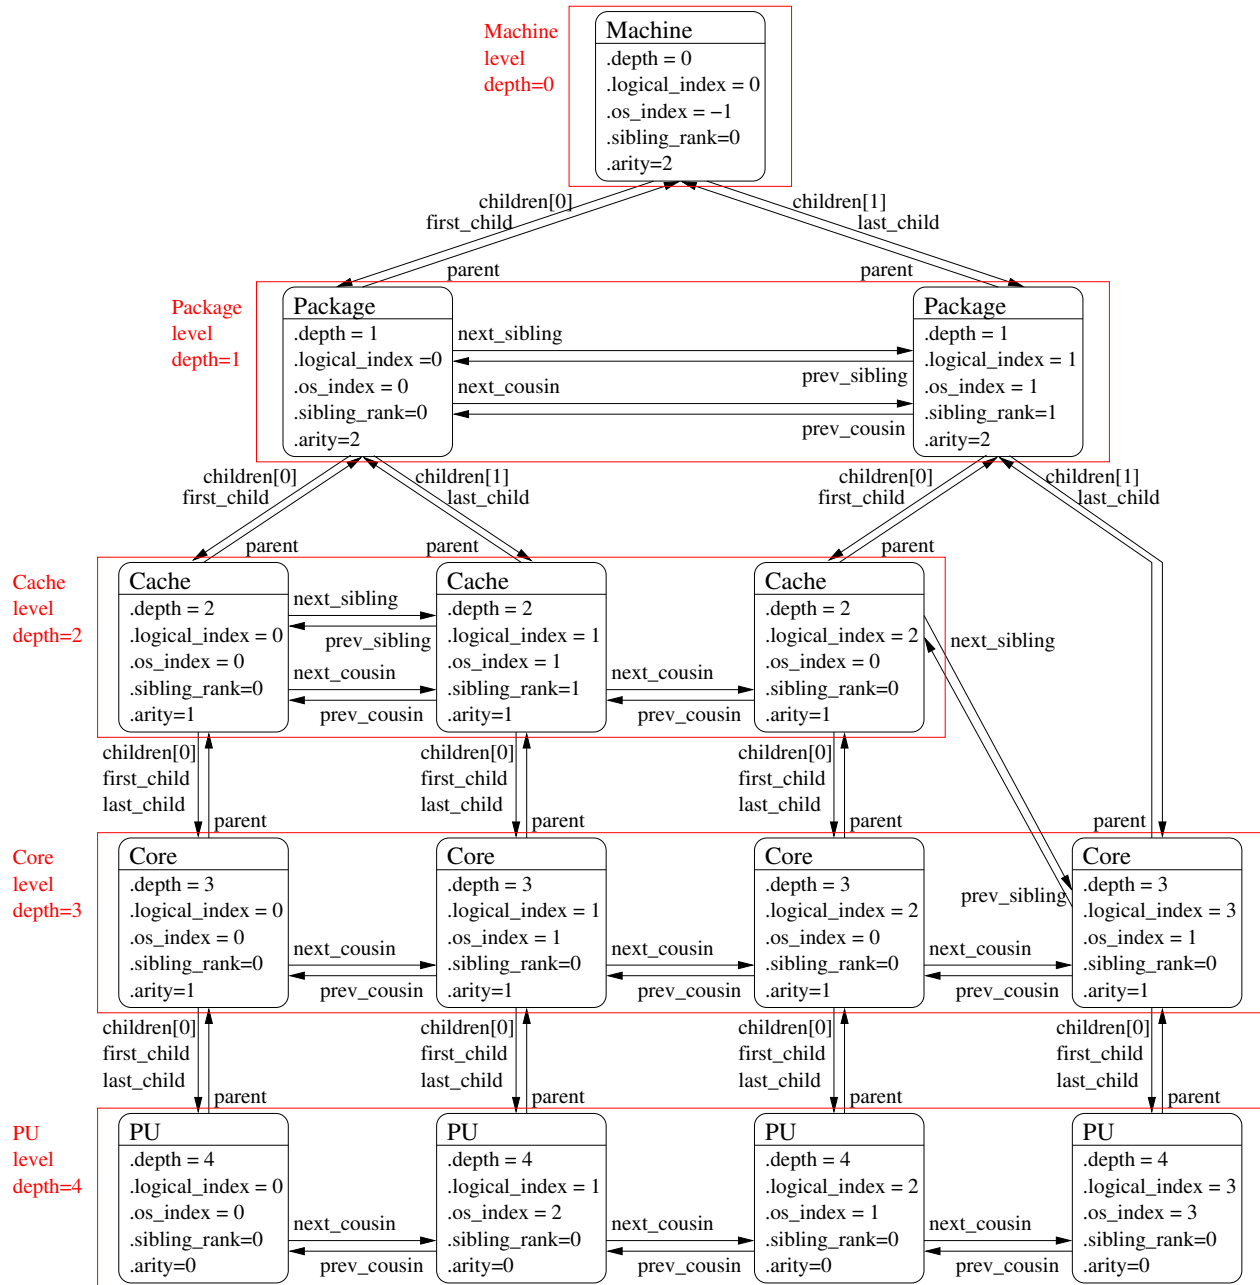 Machine
level
depth=0
Machine
.depth = 0
.logical_index = 0
.os_index = −1
.sibling_rank=0
.arity=2
children[0]
first_child
children[1]
last_child
parent
parent
Package
level
depth=1
Package
.depth = 1
.logical_index =0
.os_index = 0
.sibling_rank=0
.arity=2
next_sibling
prev_sibling
next_cousin
prev_cousin
Package
.depth = 1
.logical_index = 1
.os_index = 1
.sibling_rank=1
.arity=2
children[0]
first_child
children[1]
last_child
children[0]
first_child
children[1]
last_child
parent
parent
parent
Cache
level
depth=2
Cache
.depth = 2
.logical_index = 0
.os_index = 0
.sibling_rank=0
.arity=1
next_sibling
prev_sibling
next_cousin
prev_cousin
Cache
.depth = 2
.logical_index = 1
.os_index = 1
.sibling_rank=1
.arity=1
next_cousin
prev_cousin
Cache
.depth = 2
.logical_index = 2
.os_index = 0
.sibling_rank=0
.arity=1
next_sibling
children[0]
first_child
last_child
parent
children[0]
first_child
last_child
parent
children[0]
first_child
last_child
parent
parent
Core
level
depth=3
Core
.depth = 3
.logical_index = 0
.os_index = 0
.sibling_rank=0
.arity=1
next_cousin
prev_cousin
Core
.depth = 3
.logical_index = 1
.os_index = 1
.sibling_rank=0
.arity=1
next_cousin
prev_cousin
Core
.depth = 3
.logical_index = 2
.os_index = 0
.sibling_rank=0
.arity=1
prev_sibling
next_cousin
prev_cousin
Core
.depth = 3
.logical_index = 3
.os_index = 1
.sibling_rank=0
.arity=1
children[0]
first_child
last_child
parent
children[0]
first_child
last_child
parent
children[0]
first_child
last_child
parent
children[0]
first_child
last_child
parent
PU
level
depth=4
PU
.depth = 4
.logical_index = 0
.os_index = 0
.sibling_rank=0
.arity=0
next_cousin
prev_cousin
PU
.depth = 4
.logical_index = 1
.os_index = 2
.sibling_rank=0
.arity=0
next_cousin
prev_cousin
PU
.depth = 4
.logical_index = 2
.os_index = 1
.sibling_rank=0
.arity=0
next_cousin
prev_cousin
PU
.depth = 4
.logical_index = 3
.os_index = 3
.sibling_rank=0
.arity=0